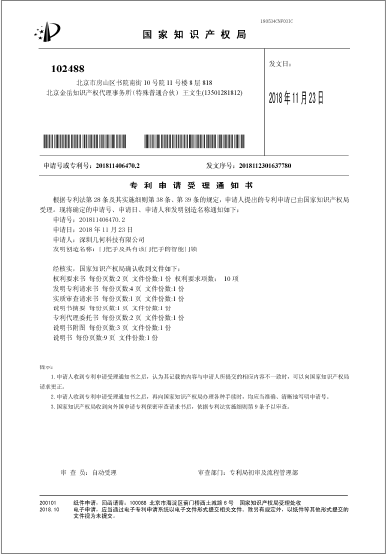 国家知识产权局
102488
北京市房山区书院南街10号院11号楼8层818
北京金岳知识产权代理事务所(特殊普通合伙) 王文生(13501281812)
发文日:
2018年11月23日
申请号或专利号:201811406470.2
发文序号:2018112301637780
专利申请受理通知书
根据专利法第28条及其实施细则第38条、第39条的规定,申请人提出的专利申请已由国家知识产权局
受理。现将确定的申请号、申请日、申请人和发明创造名称通知如下:
申请号:201811406470.2
申请日:2018年11月23日
申请人:深圳几何科技有限公司
发明创造名称:门把手及具有该门把手的智能门锁
经核实,国家知识产权局确认收到文件如下:
权利要求书 每份页数:2页 文件份数:1份 权利要求项数: 10项
发明专利请求书 每份页数:4页 文件份数:1份
实质审查请求书 每份页数:1页 文件份数:1份
说明书摘要 每份页数:1页 文件份数:1份
专利代理委托书 每份页数:2页 文件份数:1份
说明书附图 每份页数:3页 文件份数:1份
说明书 每份页数:9页 文件份数:1份
提示:
1.申请人收到专利申请受理通知书之后,认为其记载的内容与申请人所提交的相应内容不一致时,可以向国家知识产权局
请求更正。
2.申请人收到专利申请受理通知书之后,再向国家知识产权局办理各种手续时,均应当准确、清晰地写明申请号。
3.国家知识产权局收到向外国申请专利保密审查请求书后,依据专利法实施细则第9条予以审查。
审 查 员:自动受理
审查部门:专利局初审及流程管理部
200101 纸件申请,回函请寄:100088 北京市海淀区蓟门桥西土城路6号 国家知识产权局受理处收
2018.10 电子申请,应当通过电子专利申请系统以电子文件形式提交相关文件。除另有规定外,以纸件等其他形式提交的
文件视为未提交。